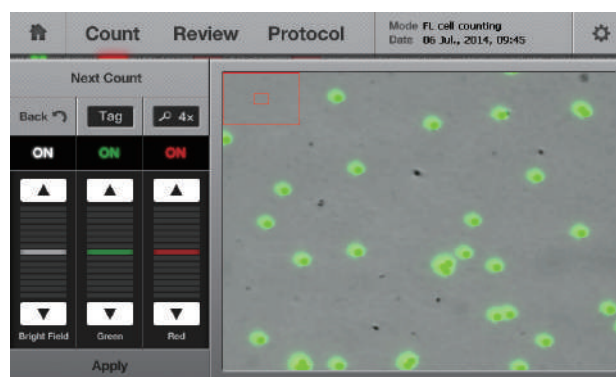 Count Review Protocol
Mode FL cell counting
Date 06 Jul., 2014, 09:45
Next Count
Back Tag 4x
ON ON ON
Bright Field Green Red
Apply